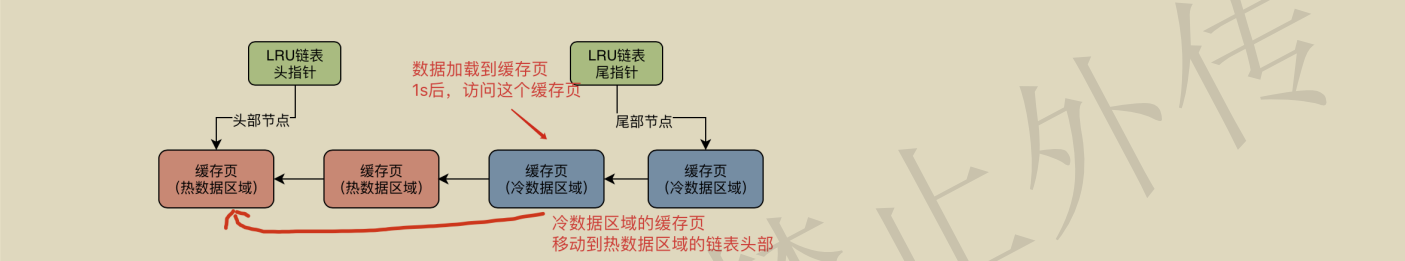 LRU链表
头指针
LRU链表
尾指针
数据加载到缓存页
1s后，访问这个缓存页
头部节点
尾部节点
缓存页
(热数据区域)
缓存页
(热数据区域)
缓存页
(冷数据区域)
缓存页
(冷数据区域)
冷数据区域的缓存页
移动到热数据区域的链表头部
禁止外传